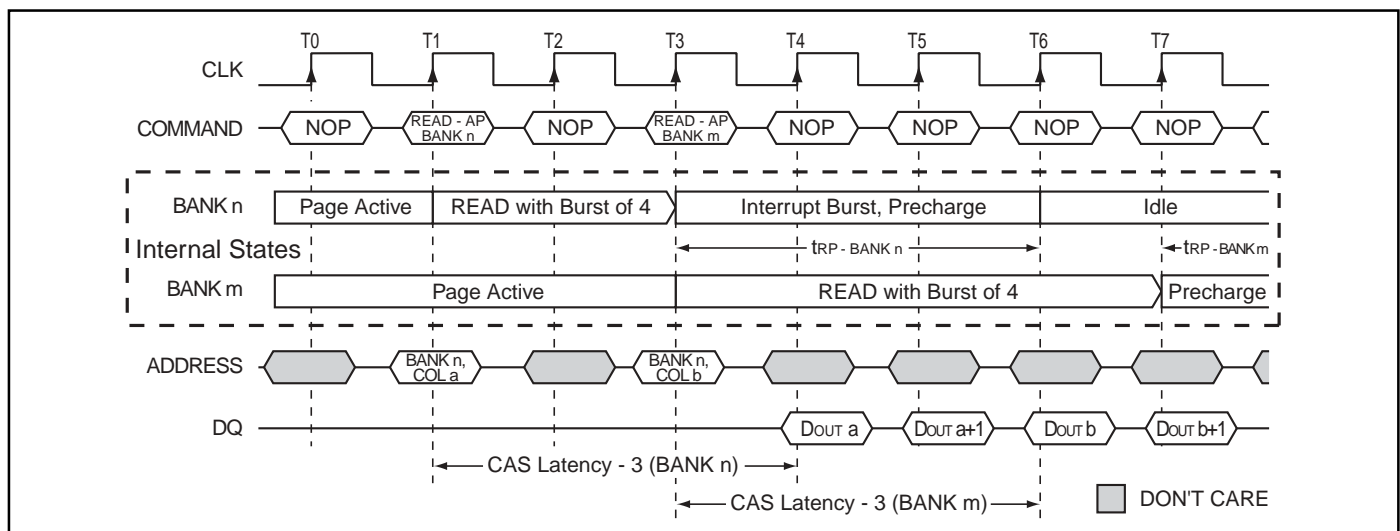 T0 T1 T2 T3 T4 T5 T6 T7
CLK
COMMAND NOP READ - AP BANK n NOP READ - AP BANK m NOP NOP NOP NOP
BANK n Page Active READ with Burst of 4 Interrupt Burst, Precharge Idle
Internal States tRP - BANK n tRP - BANK m
BANK m Page Active READ with Burst of 4 Precharge
ADDRESS BANK n, COL a BANK n, COL b
DQ DOUT a DOUT a+1 DOUT b DOUT b+1
CAS Latency - 3 (BANK n)
CAS Latency - 3 (BANK m) DON'T CARE